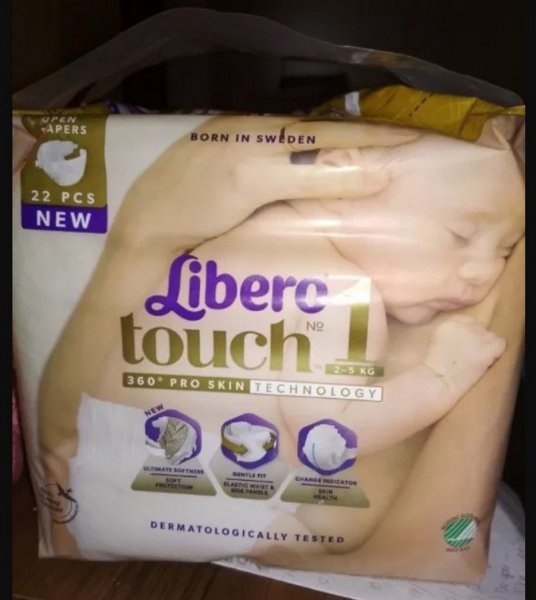 OPEN
APERS
22 PCS
NEW
BORN IN SWEDEN
Libero
touch Nº 1
™
2-5 KG
360° PRO SKIN TECHNOLOGY
NEW
ULTIMATE SOFTNESS
SOFT
PROTECTION
GENTLE FIT
ELASTIC WAIST &
SIDE PANELS
CHANGE INDICATOR
SKIN
HEALTH
DERMATOLOGICALLY TESTED